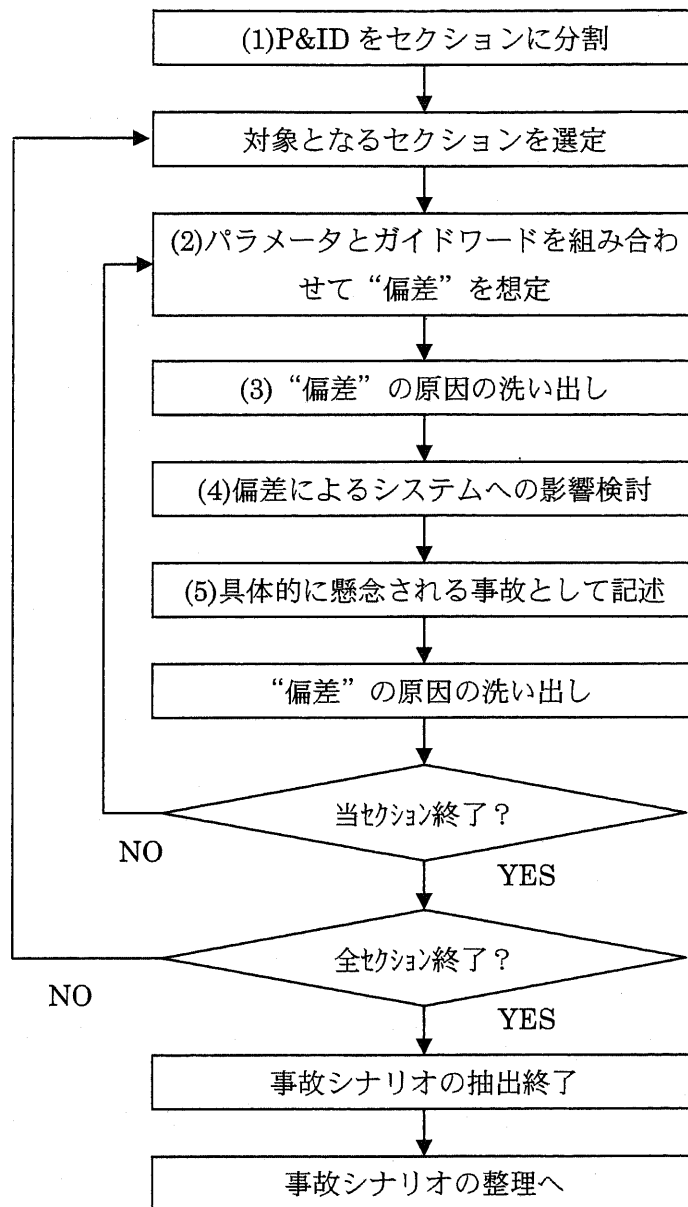 (1)P&IDをセクションに分割
対象となるセクションを選定
(2)パラメータとガイドワードを組み合わ
せて“偏差”を想定
(3)“偏差”の原因の洗い出し
(4)偏差によるシステムへの影響検討
(5)具体的に懸念される事故として記述
“偏差”の原因の洗い出し
当ｾｸｼｮﾝ終了？
NO
YES
全ｾｸｼｮﾝ終了？
NO
YES
事故シナリオの抽出終了
事故シナリオの整理へ